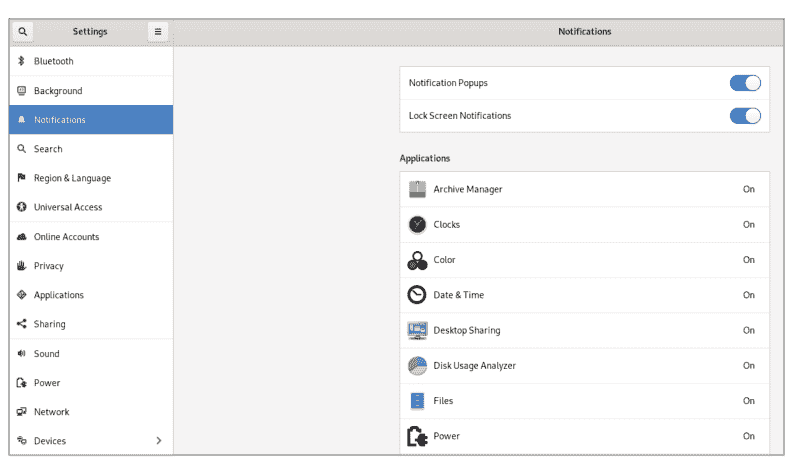 Settings
Notifications
Bluetooth
Background
Notifications
Search
Region & Language
Universal Access
Online Accounts
Privacy
Applications
Sharing
Sound
Power
Network
Devices
Notification Popups
Lock Screen Notifications
Applications
Archive Manager On
Clocks On
Color On
Date & Time On
Desktop Sharing On
Disk Usage Analyzer On
Files On
Power On